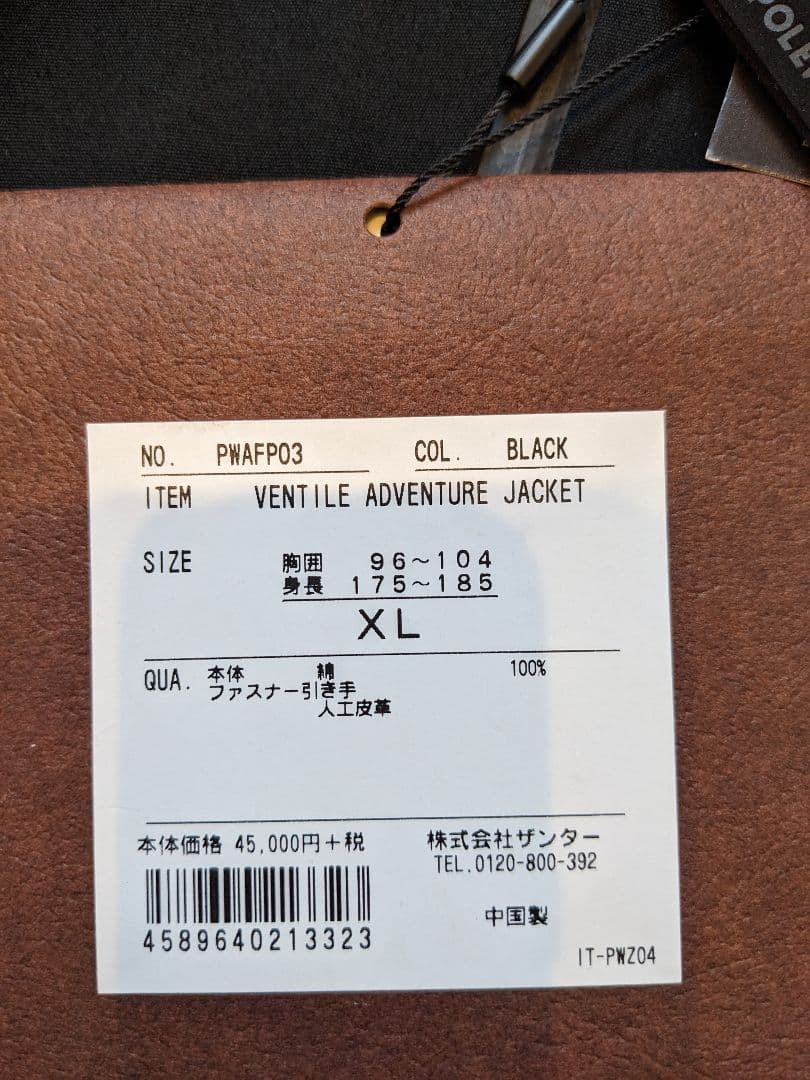 POLE
NO. PWAFP03 COL. BLACK
ITEM VENTILE ADVENTURE JACKET
SIZE 胸囲 96～104
身長 175～185
XL
QUA. 本体 綿 100%
ファスナー引き手
人工皮革
本体価格 45,000円＋税 株式会社ザンター
TEL.0120-800-392
中国製
4589640213323
IT-PWZ04